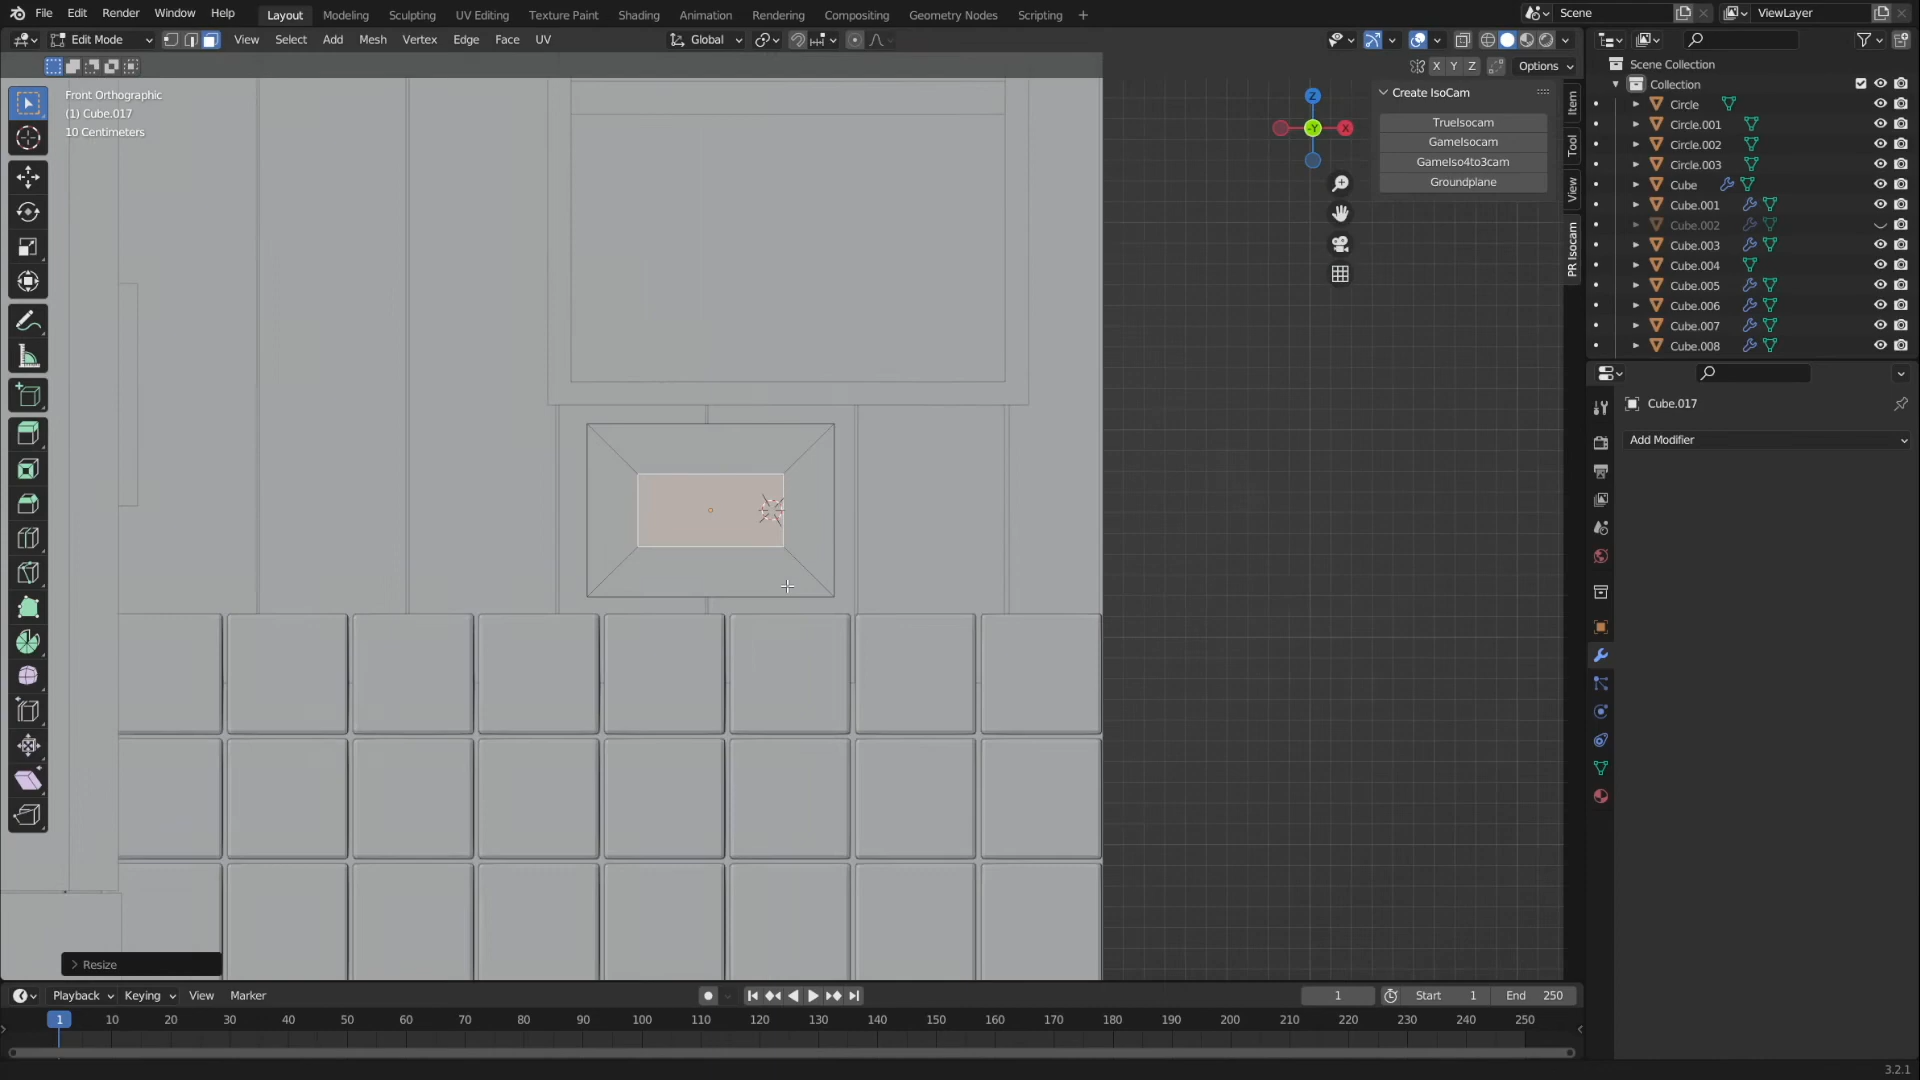 File Edit Render Window Help Layout Modeling Sculpting UV Editing Texture Paint Shading Animation Rendering Compositing Geometry Nodes Scripting Scene ViewLayer
Edit Mode View Select Add Mesh Vertex Edge Face UV Global
X Y Z Options
Front Orthographic
(1) Cube.017
10 Centimeters
Z
-Y
X
Create IsoCam
TrueIsocam
GameIsocam
GameIso4to3cam
Groundplane
Item
Tool
View
PR Isocam
Scene Collection
Collection
Circle
Circle.001
Circle.002
Circle.003
Cube
Cube.001
Cube.002
Cube.003
Cube.004
Cube.005
Cube.006
Cube.007
Cube.008
Cube.017
Add Modifier
Resize
Playback Keying View Marker 1 Start 1 End 250
1 10 20 30 40 50 60 70 80 90 100 110 120 130 140 150 160 170 180 190 200 210 220 230 240 250
3.2.1